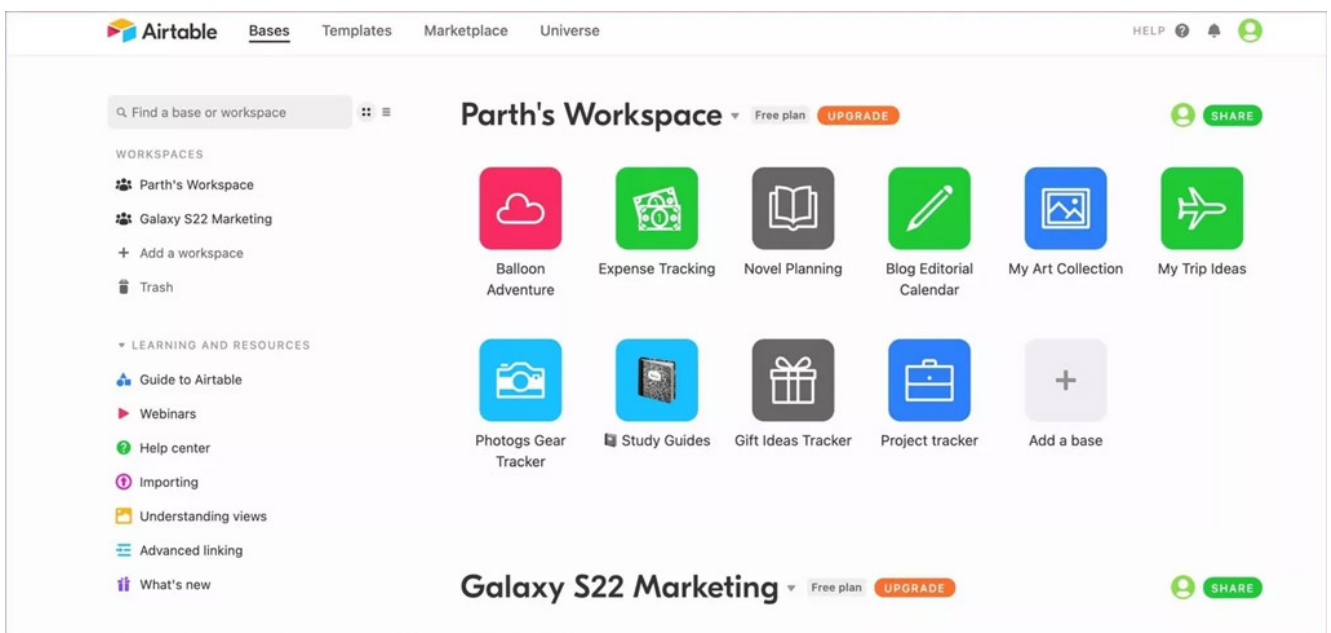 Airtable Bases Templates Marketplace Universe HELP
Find a base or workspace
WORKSPACES
Parth's Workspace
Galaxy S22 Marketing
Add a workspace
Trash
LEARNING AND RESOURCES
Guide to Airtable
Webinars
Help center
Importing
Understanding views
Advanced linking
What's new
Parth's Workspace Free plan UPGRADE SHARE
Balloon
Adventure
Expense Tracking
Novel Planning
Blog Editorial
Calendar
My Art Collection
My Trip Ideas
Photogs Gear
Tracker
Study Guides
Gift Ideas Tracker
Project tracker
Add a base
Galaxy S22 Marketing Free plan UPGRADE SHARE